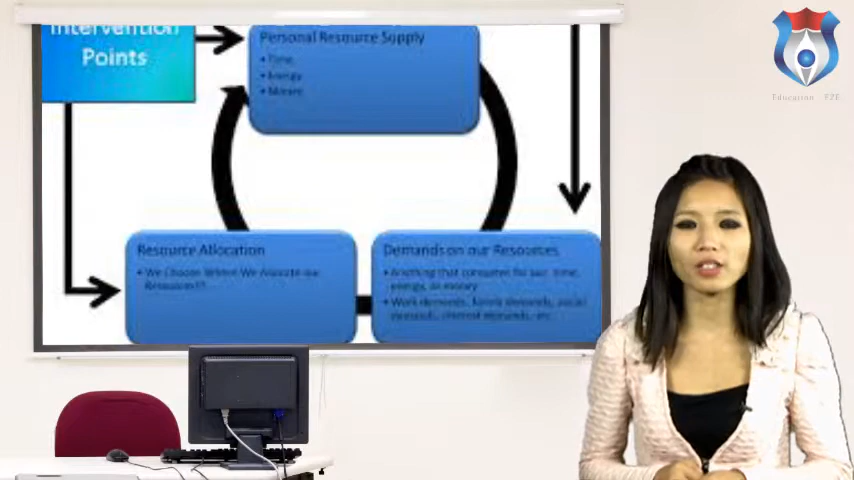 Intervention
Points
Personal Resource Supply
• Time
• Energy
• Money
Resource Allocation
• We Choose Where We Allocate our
Resources!!!
Demands on our Resources
• Anything that competes for our time,
energy, or money
• Work demands, family demands, social
demands, internal demands, etc
Education